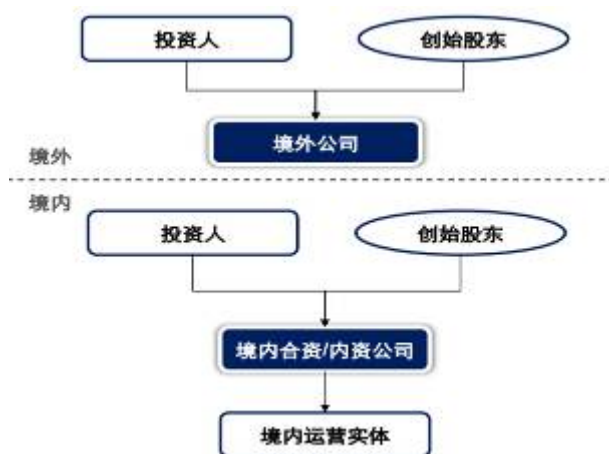 投资人
创始股东
境外公司
境外
境内
投资人
创始股东
境内合资/内资公司
境内运营实体